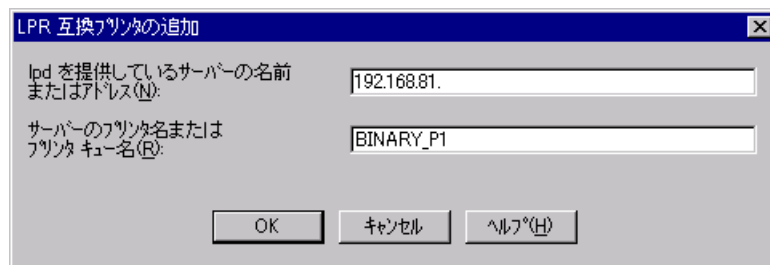 LPR 互換プリンタの追加
lpd を提供しているサーバーの名前
またはアドレス(N):
192.168.81.
サーバーのプリンタ名または
プリンタ キュー名(R):
BINARY_P1
OK
キャンセル
ヘルプ(H)